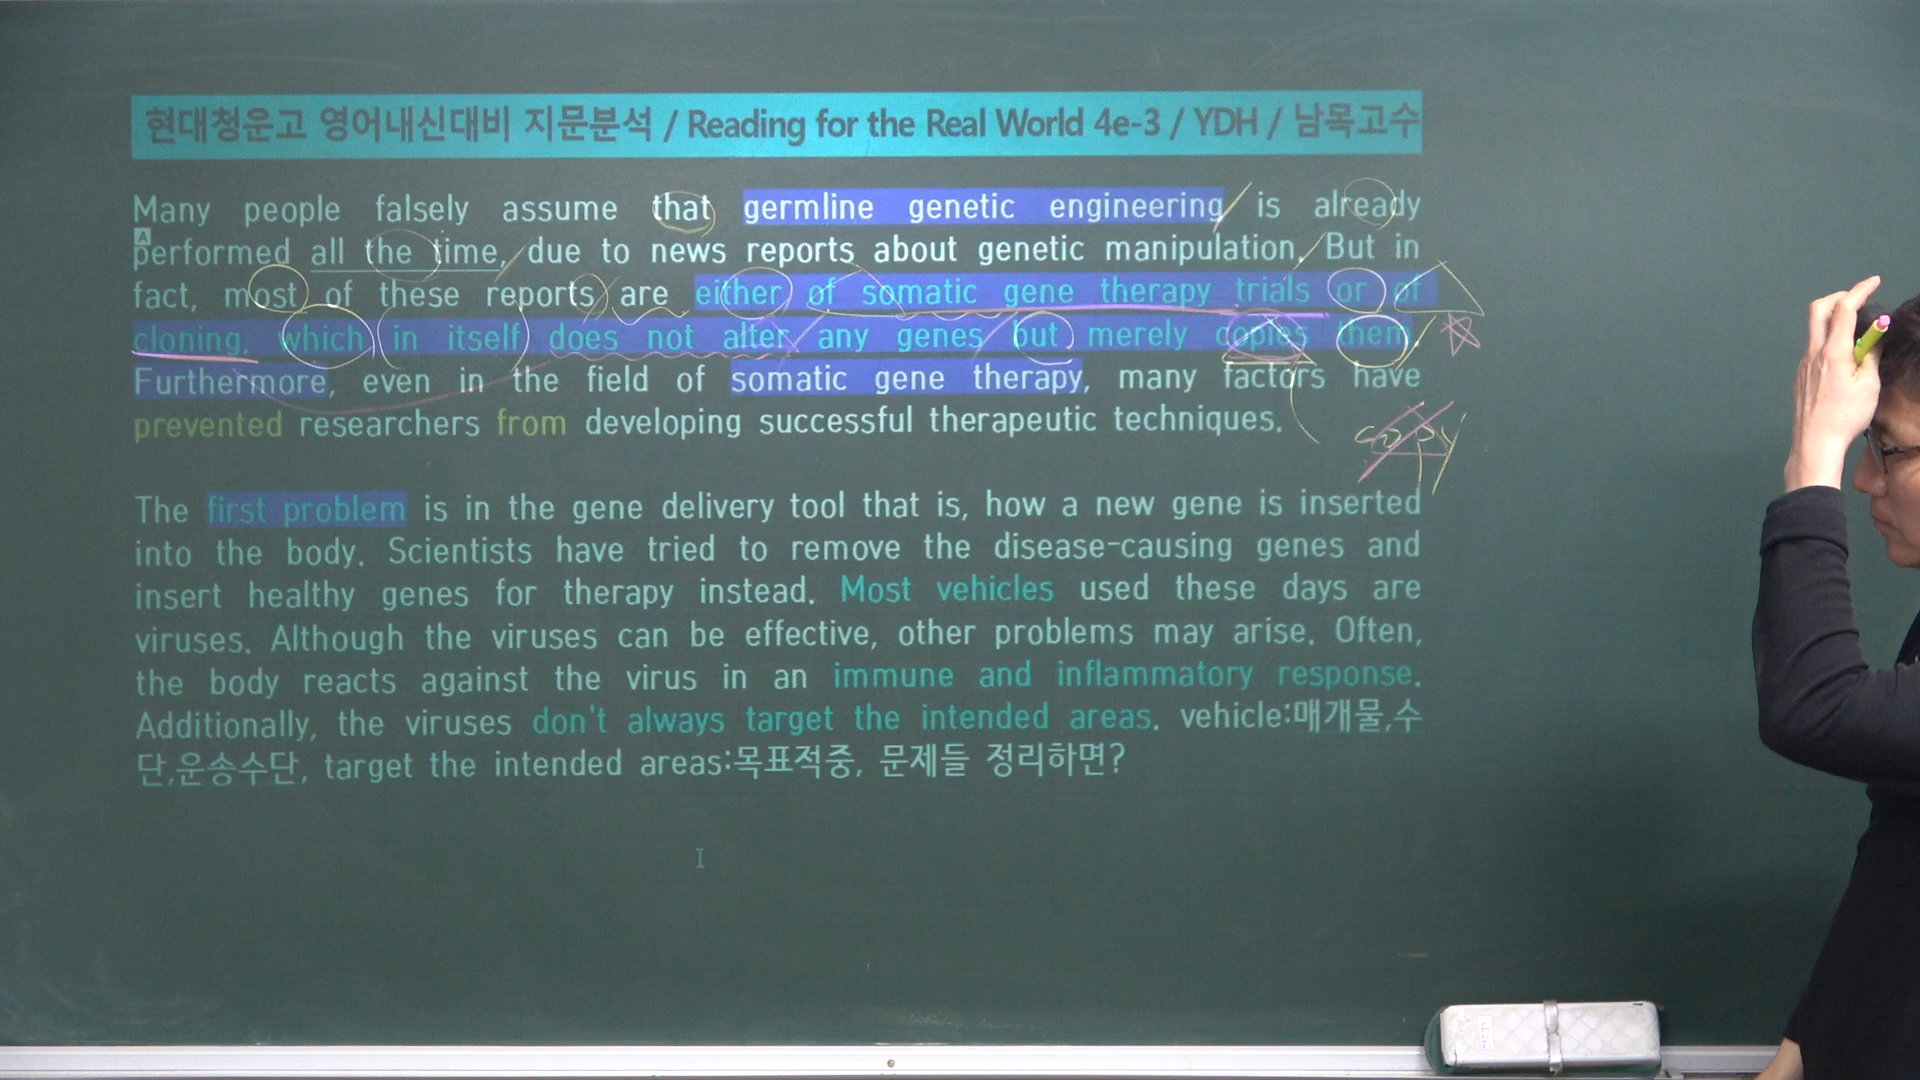 현대청운고 영어내신대비 지문분석 / Reading for the Real World 4e-3 / YDH / 남목고수
Many people falsely assume that germline genetic engineering is already
A
performed all the time, due to news reports about genetic manipulation. But in
fact, most of these reports are either of somatic gene therapy trials or of
cloning, which in itself does not alter any genes but merely copies them.
Furthermore, even in the field of somatic gene therapy, many factors have
prevented researchers from developing successful therapeutic techniques.
copy
The first problem is in the gene delivery tool that is, how a new gene is inserted
into the body. Scientists have tried to remove the disease-causing genes and
insert healthy genes for therapy instead. Most vehicles used these days are
viruses. Although the viruses can be effective, other problems may arise. Often,
the body reacts against the virus in an immune and inflammatory response.
Additionally, the viruses don't always target the intended areas. vehicle:매개물,수
단,운송수단, target the intended areas:목표적중, 문제들 정리하면?